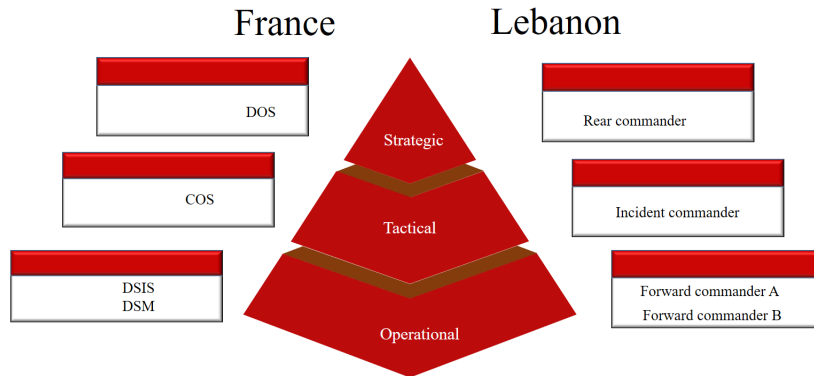 France
Lebanon
DOS
Strategic
Rear commander
COS
Tactical
Incident commander
DSIS
DSM
Operational
Forward commander A
Forward commander B